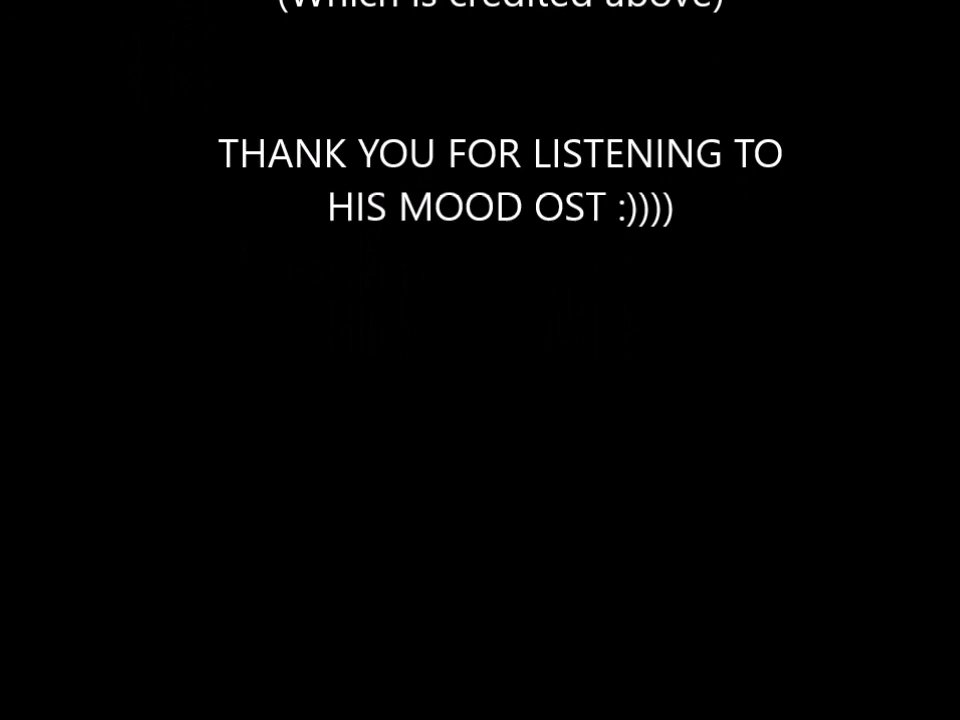 (Which is credited above)
THANK YOU FOR LISTENING TO
HIS MOOD OST :))))